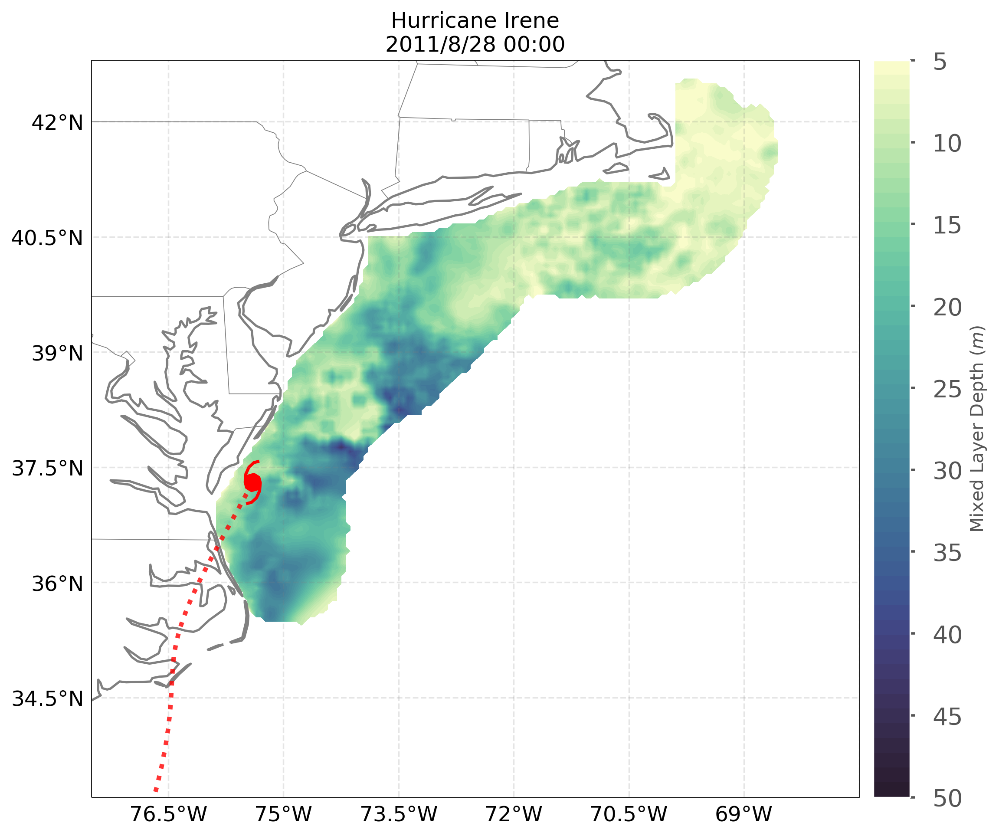 Hurricane Irene
2011/8/28 00:00
42°N
40.5°N
39°N
37.5°N
36°N
34.5°N
76.5°W
75°W
73.5°W
72°W
70.5°W
69°W
5
10
15
20
25
30
35
40
45
50
Mixed Layer Depth (m)